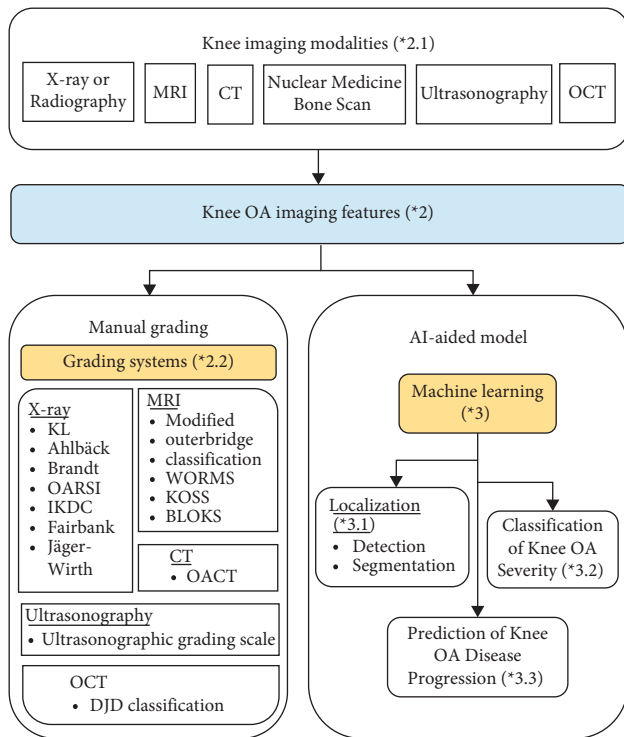 Knee imaging modalities (*2.1)
X-ray or
Radiography
MRI
CT
Nuclear Medicine
Bone Scan
Ultrasonography
OCT
Knee OA imaging features (*2)
Manual grading
Grading systems (*2.2)
X-ray
• KL
• Ahlbäck
• Brandt
• OARSI
• IKDC
• Fairbank
• Jäger-
Wirth
MRI
• Modified
• outerbridge
• classification
• WORMS
• KOSS
• BLOKS
CT
• OACT
Ultrasonography
• Ultrasonographic grading scale
OCT
• DJD classification
AI-aided model
Machine learning
(*3)
Localization
(*3.1)
• Detection
• Segmentation
Classification
of Knee OA
Severity (*3.2)
Prediction of Knee
OA Disease
Progression (*3.3)